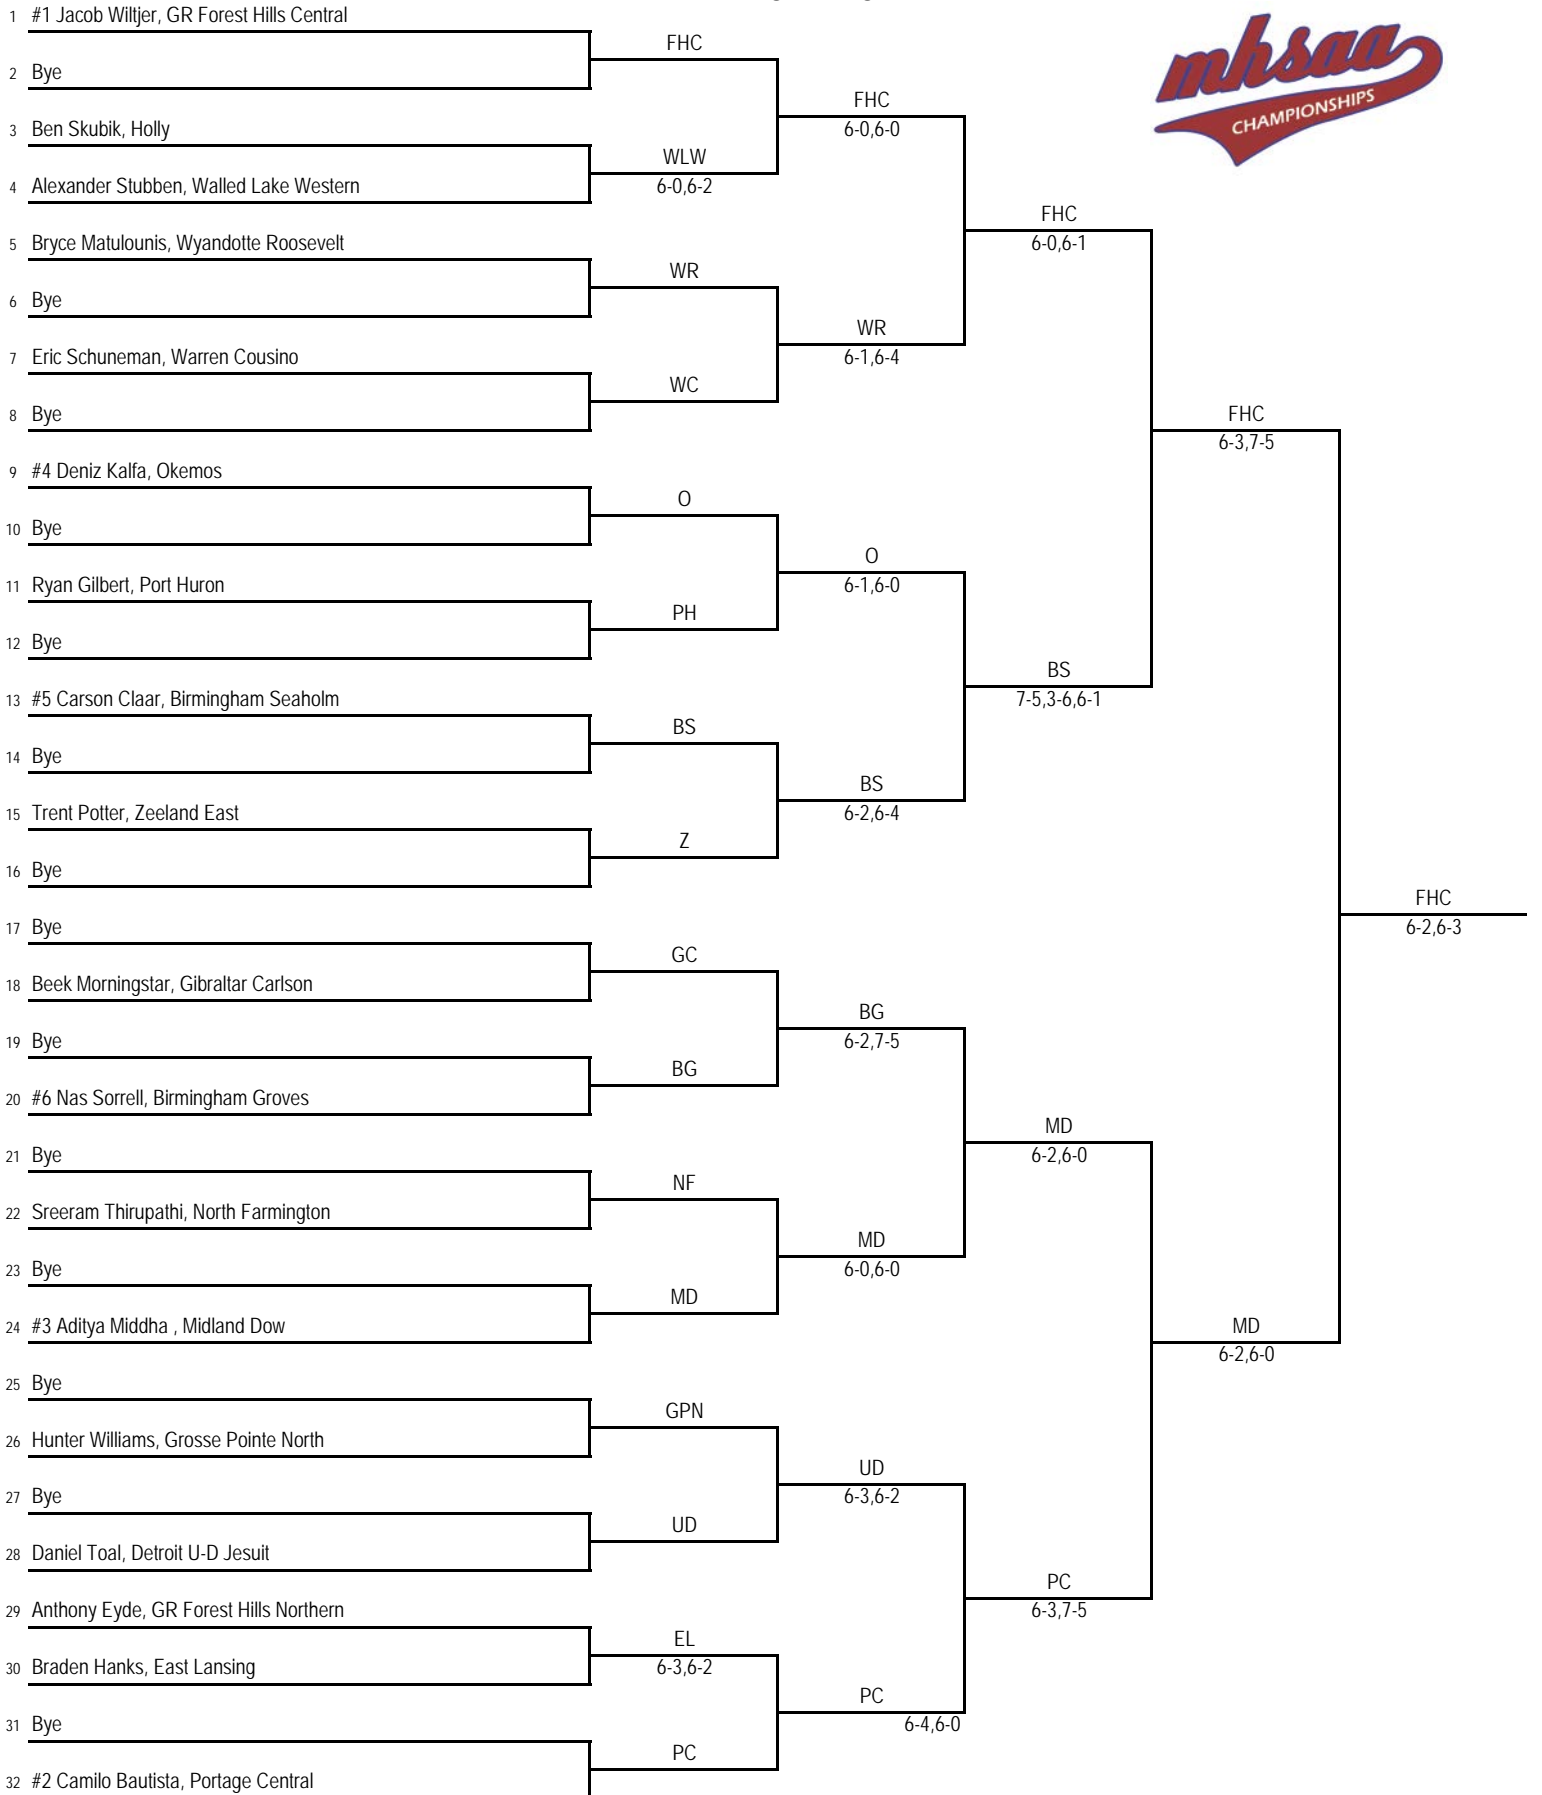 1 #1 Jacob Wiltjer, GR Forest Hills Central
FHC
2 Bye
FHC
6-0,6-0
3 Ben Skubik, Holly
WLW
6-0,6-2
4 Alexander Stubben, Walled Lake Western
FHC
6-0,6-1
5 Bryce Matulounis, Wyandotte Roosevelt
WR
6 Bye
WR
6-1,6-4
7 Eric Schuneman, Warren Cousino
WC
8 Bye
FHC
6-3,7-5
9 #4 Deniz Kalfa, Okemos
O
10 Bye
O
6-1,6-0
11 Ryan Gilbert, Port Huron
PH
12 Bye
BS
7-5,3-6,6-1
13 #5 Carson Claar, Birmingham Seaholm
BS
14 Bye
BS
6-2,6-4
15 Trent Potter, Zeeland East
Z
16 Bye
FHC
6-2,6-3
17 Bye
GC
18 Beek Morningstar, Gibraltar Carlson
BG
6-2,7-5
19 Bye
BG
20 #6 Nas Sorrell, Birmingham Groves
MD
6-2,6-0
21 Bye
NF
22 Sreeram Thirupathi, North Farmington
MD
6-0,6-0
23 Bye
MD
24 #3 Aditya Middha , Midland Dow
MD
6-2,6-0
25 Bye
GPN
26 Hunter Williams, Grosse Pointe North
UD
6-3,6-2
27 Bye
UD
28 Daniel Toal, Detroit U-D Jesuit
PC
6-3,7-5
29 Anthony Eyde, GR Forest Hills Northern
EL
6-3,6-2
30 Braden Hanks, East Lansing
PC
6-4,6-0
31 Bye
PC
32 #2 Camilo Bautista, Portage Central
mhsaa
CHAMPIONSHIPS